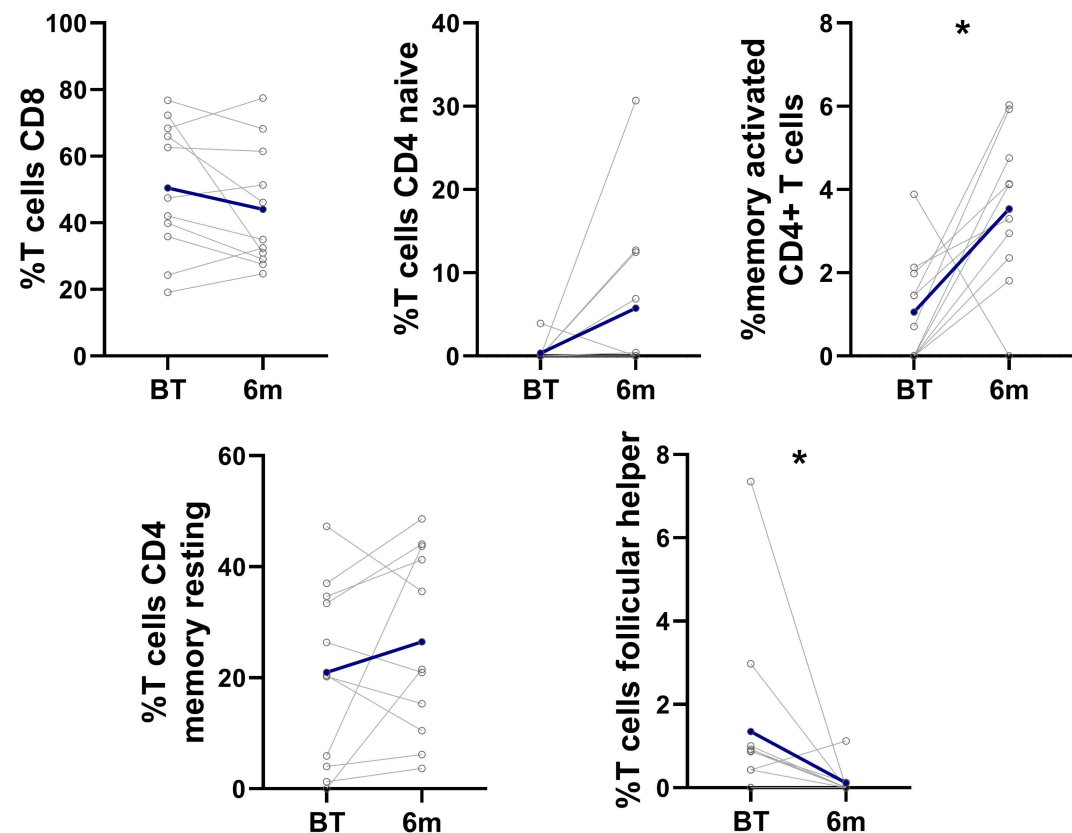 %T cells CD8
100
80
60
40
20
0
BT 6m
%T cells CD4 naive
40
30
20
10
0
BT 6m
%memory activated
CD4+ T cells
8
6
4
2
0
*
BT 6m
%T cells CD4
memory resting
60
40
20
0
BT 6m
%T cells follicular helper
8
6
4
2
0
*
BT 6m